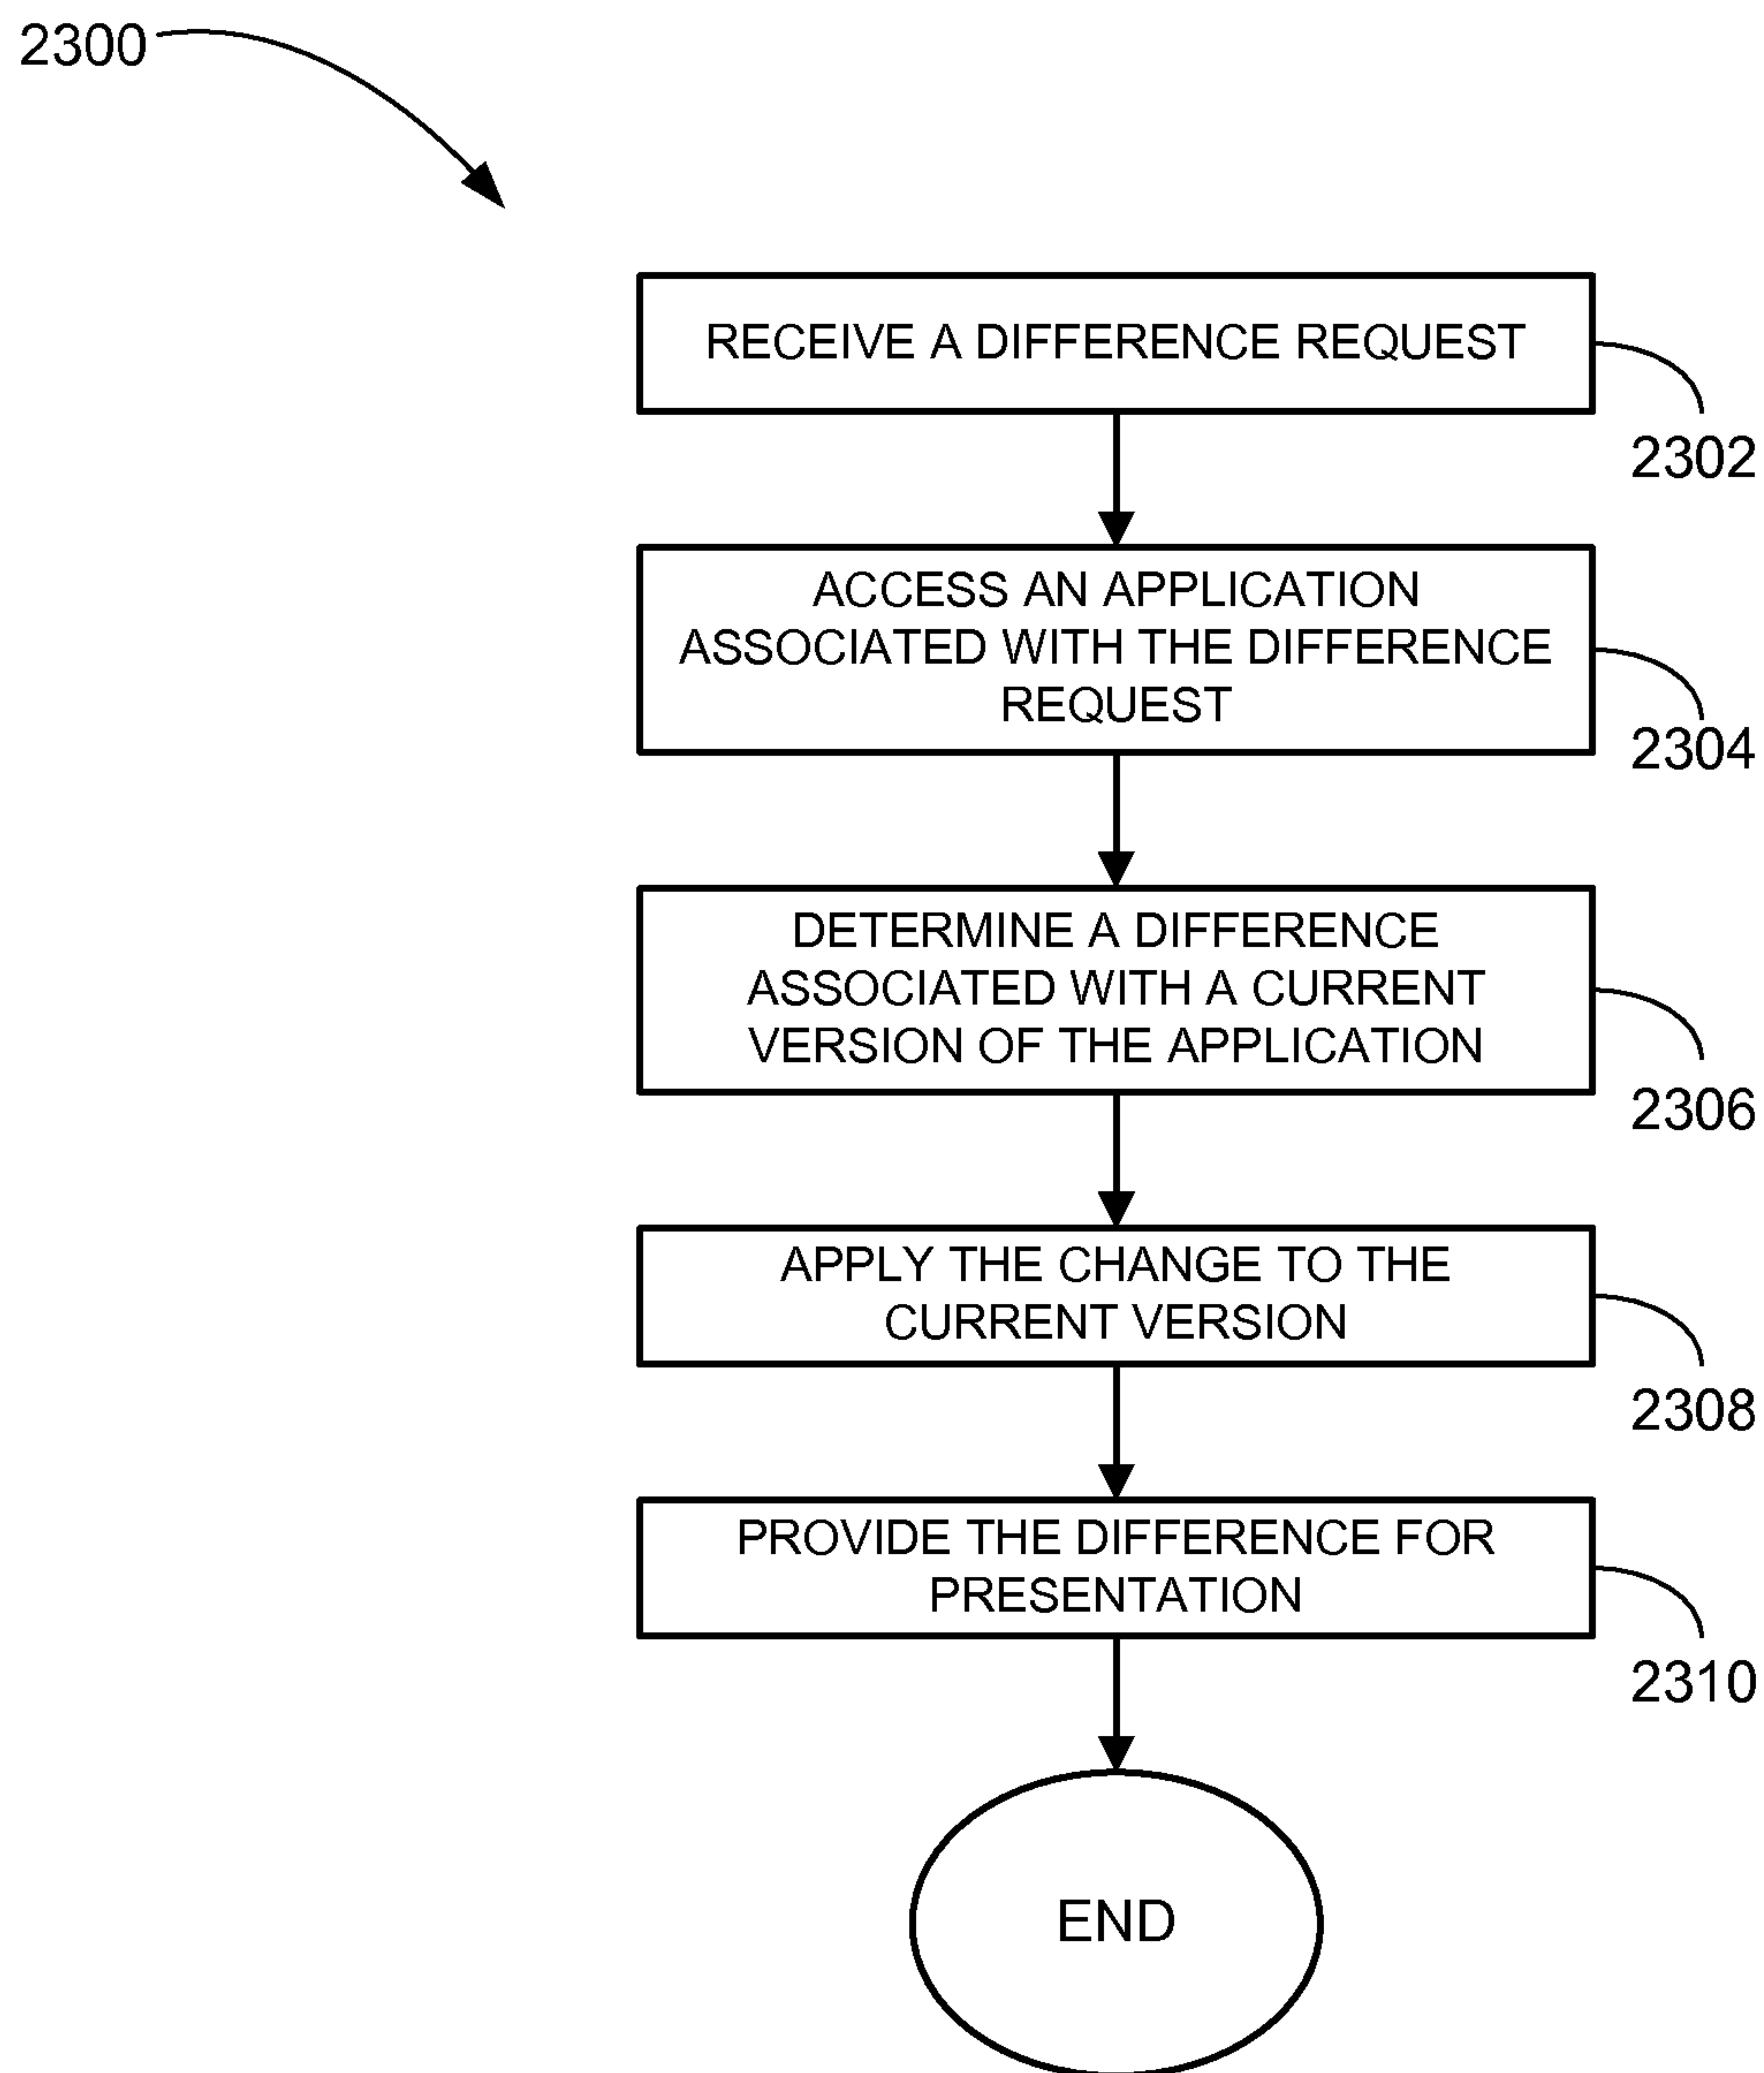 2300
RECEIVE A DIFFERENCE REQUEST
2302
ACCESS AN APPLICATION
ASSOCIATED WITH THE DIFFERENCE
REQUEST
2304
DETERMINE A DIFFERENCE
ASSOCIATED WITH A CURRENT
VERSION OF THE APPLICATION
2306
APPLY THE CHANGE TO THE
CURRENT VERSION
2308
PROVIDE THE DIFFERENCE FOR
PRESENTATION
2310
END